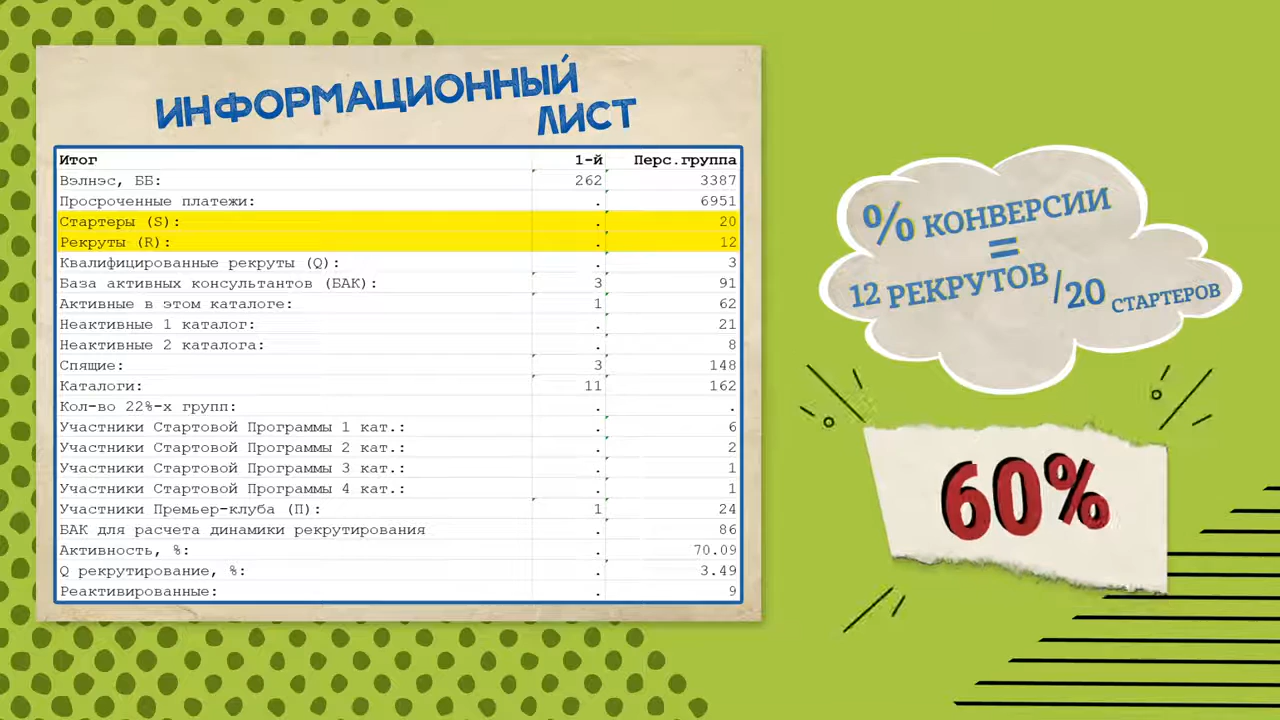 ИНФОРМАЦИОННЫЙ
ЛИСТ
Итог 1-й Перс.группа
Вэлнэс, ББ: 262 3387
Просроченные платежи: . 6951
Стартеры (S): . 20
Рекруты (R): . 12
Квалифицированные рекруты (Q): . 3
База активных консультантов (БАК): 3 91
Активные в этом каталоге: 1 62
Неактивные 1 каталог: . 21
Неактивные 2 каталога: . 8
Спящие: 3 148
Каталоги: 11 162
Кол-во 22%-х групп: . .
Участники Стартовой Программы 1 кат.: . 6
Участники Стартовой Программы 2 кат.: . 2
Участники Стартовой Программы 3 кат.: . 1
Участники Стартовой Программы 4 кат.: . 1
Участники Премьер-клуба (П): 1 24
БАК для расчета динамики рекрутирования . 86
Активность, %: . 70.09
Q рекрутирование, %: . 3.49
Реактивированные: . 9
% КОНВЕРСИИ
=
12 РЕКРУТОВ/20 СТАРТЕРОВ
60%